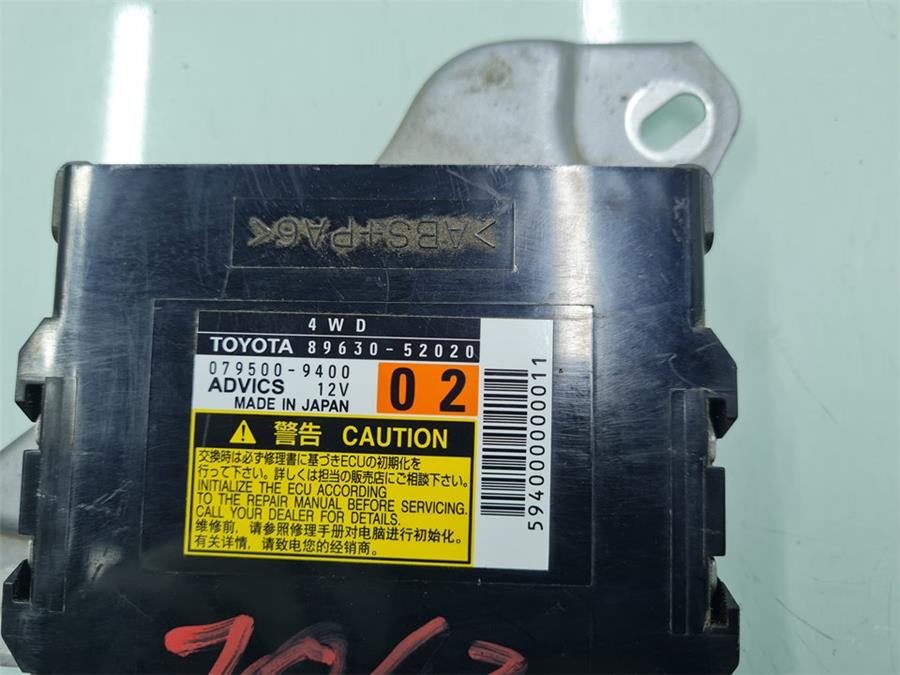 >ABS+PA6<
4WD
TOYOTA 89630-52020
079500-9400
ADVICS 12V
MADE IN JAPAN
02
5940000000011
警告 CAUTION
交換時は必ず修理書に基づきECUの初期化を
行って下さい。詳しくは担当の販売店にご相談下さい。
INITIALIZE THE ECU ACCORDING
TO THE REPAIR MANUAL BEFORE SERVICING.
CALL YOUR DEALER FOR DETAILS.
维修前，请参照修理手册对电脑进行初始化。
有关详情，请致电您的经销商。